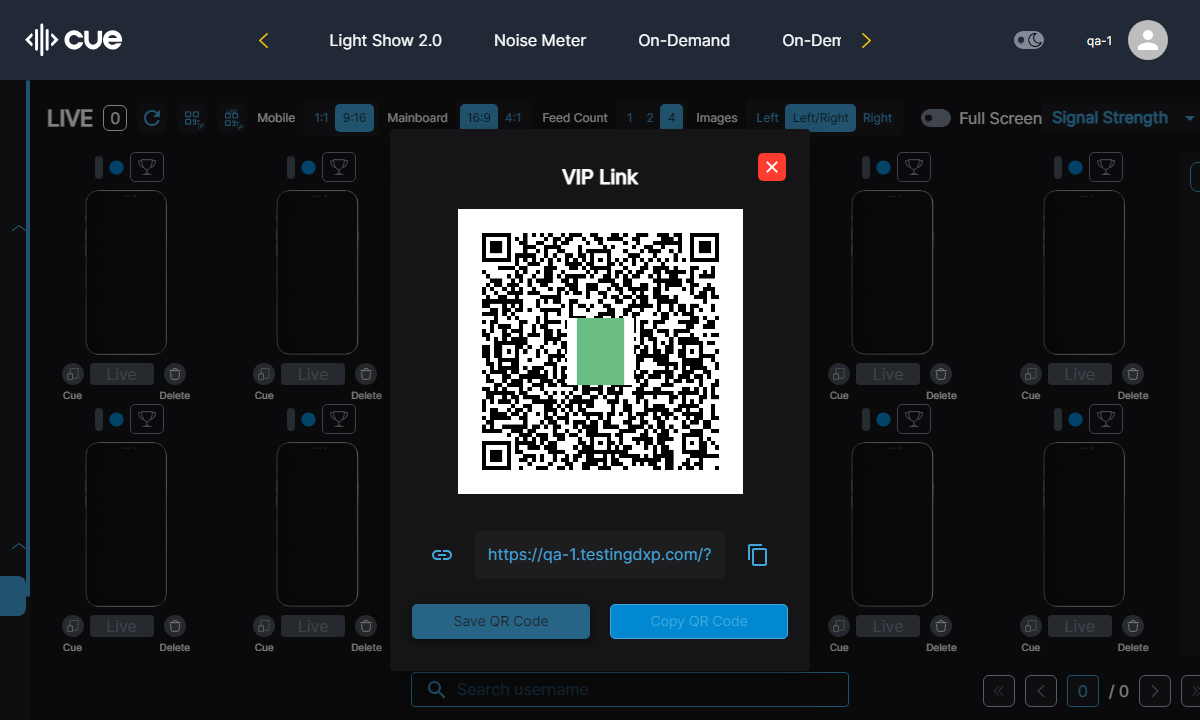 cue
Light Show 2.0
Noise Meter
On-Demand
On-Dem
qa-1
LIVE 0
Mobile 1:1 9:16
Mainboard 16:9 4:1
Feed Count 1 2 4
Images Left Left/Right Right
Full Screen
Signal Strength
VIP Link
Live
Live
Live
Live
Cue Delete
Cue Delete
Cue Delete
Cue Delete
https://qa-1.testingdxp.com/?
Save QR Code
Copy QR Code
Live
Live
Live
Live
Cue Delete
Cue Delete
Cue Delete
Cue Delete
Search username
0 / 0